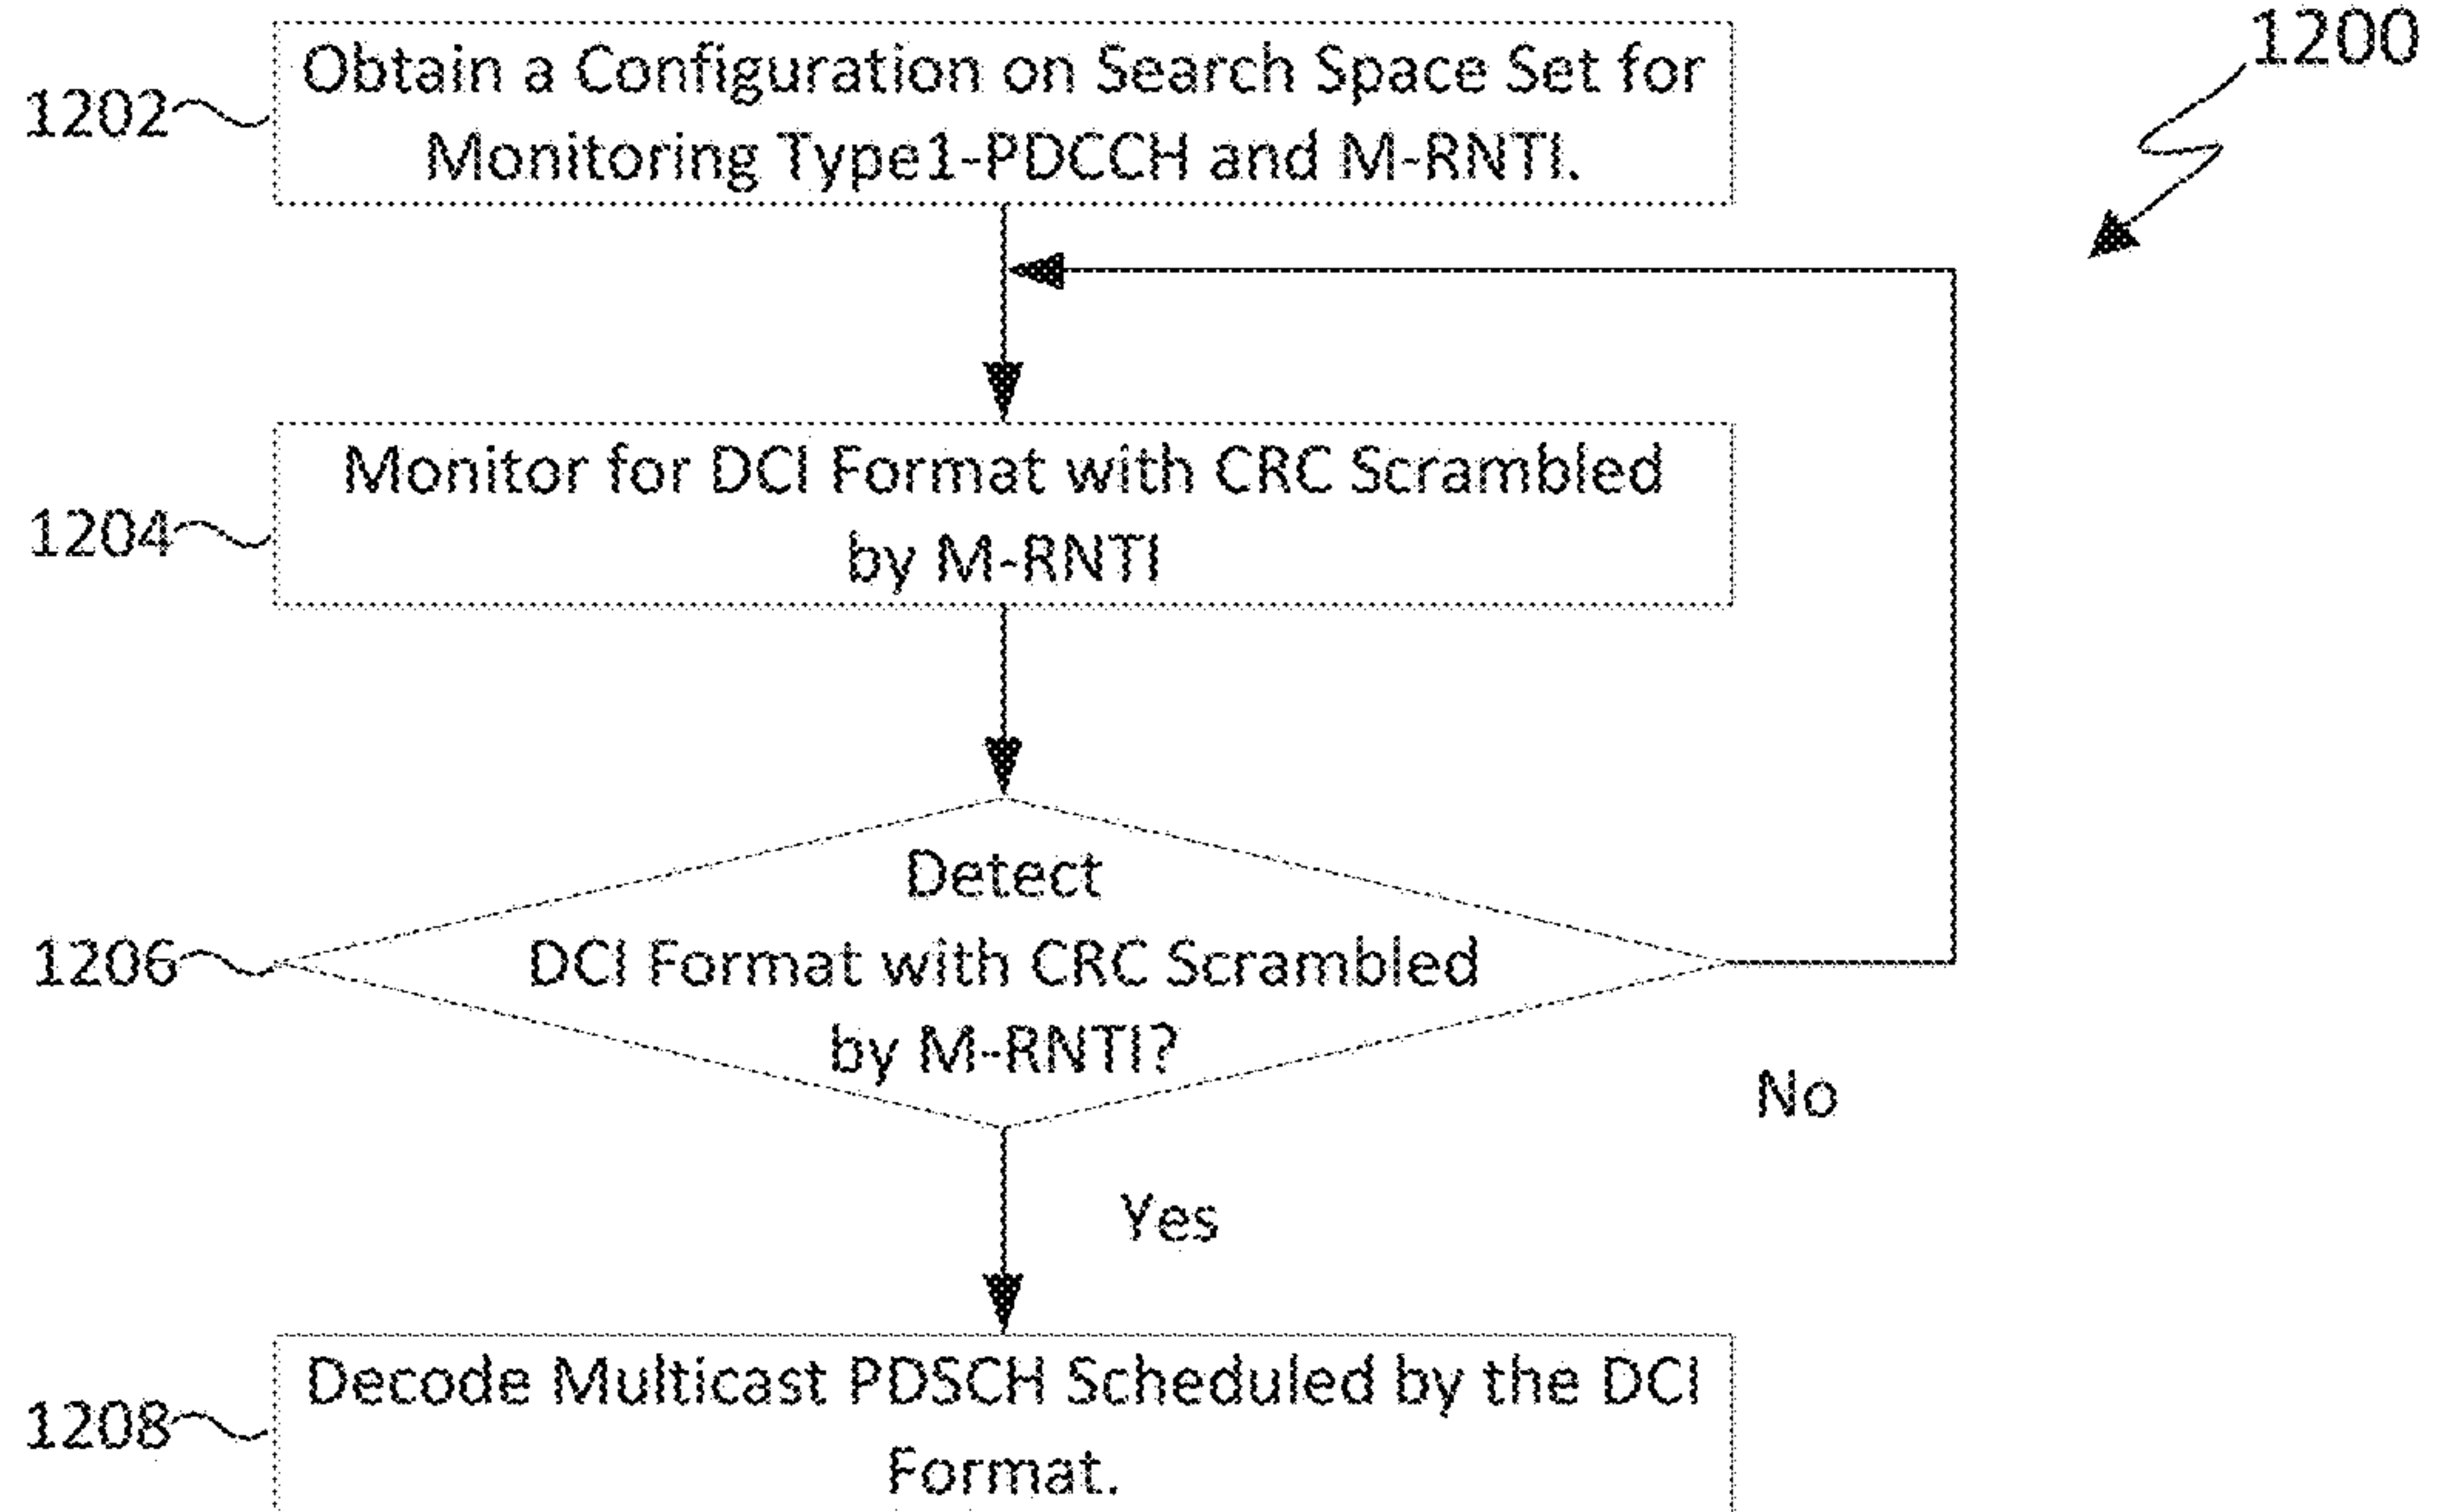 1200
Obtain a Configuration on Search Space Set for
1202
Monitoring Type1-PDCCH and M-RNTI.
Monitor for DCI Format with CRC Scrambled
1204
by M-RNTI
Detect
1206
DCI Format with CRC Scrambled
by M-RNTI?
No
Yes
Decode Multicast PDSCH Scheduled by the DCI
1208
Format.